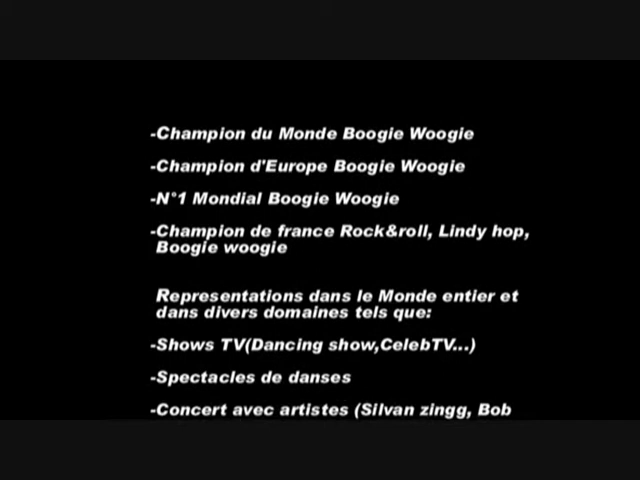 -Champion du Monde Boogie Woogie
-Champion d'Europe Boogie Woogie
-N°1 Mondial Boogie Woogie
-Champion de france Rock&roll, Lindy hop,
Boogie woogie
Representations dans le Monde entier et
dans divers domaines tels que:
-Shows TV(Dancing show,CelebTV...)
-Spectacles de danses
-Concert avec artistes (Silvan zingg, Bob